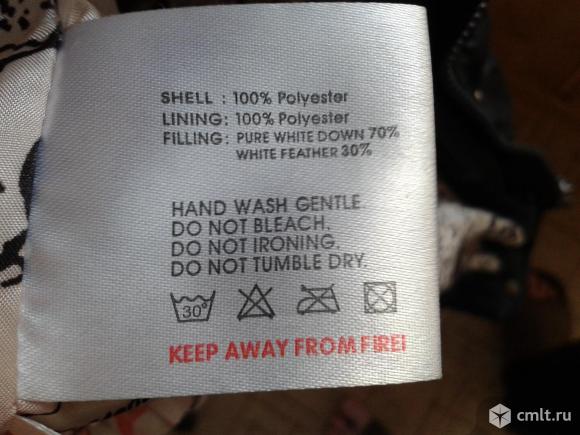 SHELL : 100% Polyester
LINING: 100% Polyester
FILLING: PURE WHITE DOWN 70%
WHITE FEATHER 30%
HAND WASH GENTLE.
DO NOT BLEACH.
DO NOT IRONING.
DO NOT TUMBLE DRY.
30°
KEEP AWAY FROM FIRE!
cmlt.ru